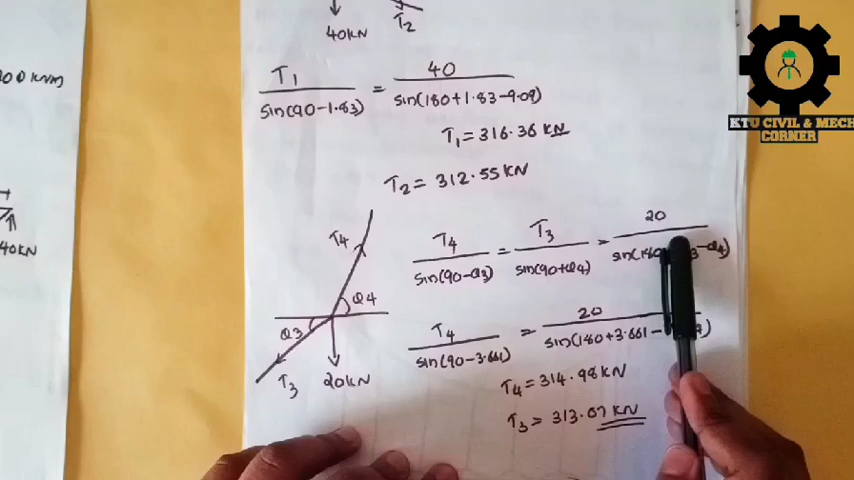 200 kNm
40KN
40KN
T2
T1 / sin(90-1.83) = 40 / sin(180+1.83-9.09)
T1 = 316.36 KN
T2 = 312.55 KN
T4 / sin(90-Q3) = T3 / sin(90+Q4) = 20 / sin(180
T4
Q4
Q3
T3
20KN
T4 / sin(90-3.661) = 20 / sin(180+3.661-
T4 = 314.98 KN
T3 = 313.07 KN
KTU CIVIL & MECH
CORNER